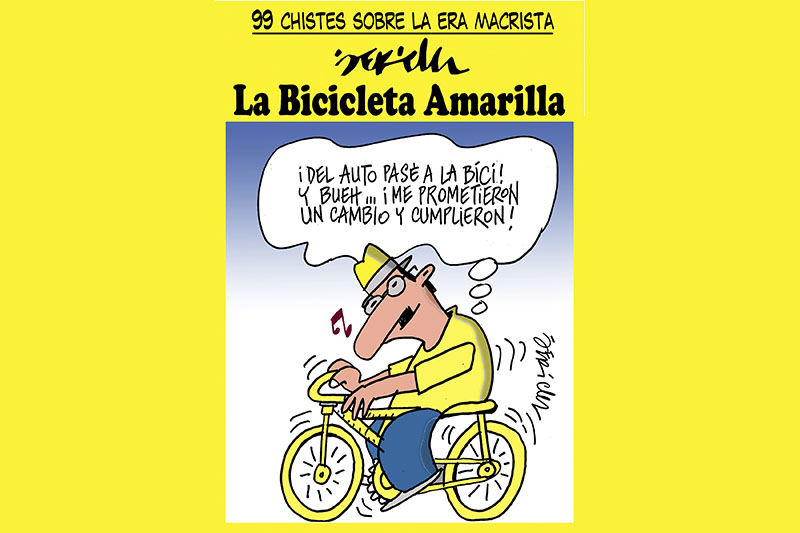 99 CHISTES SOBRE LA ERA MACRISTA
La Bicicleta Amarilla
¡DEL AUTO PASÉ A LA BICI!
Y BUEH... ¡ME PROMETIERON
UN CAMBIO Y CUMPLIERON!